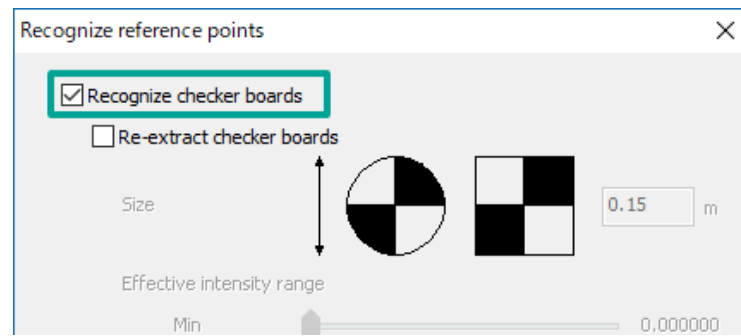 Recognize reference points
Recognize checker boards
Re-extract checker boards
Size 0.15 m
Effective intensity range
Min 0.000000